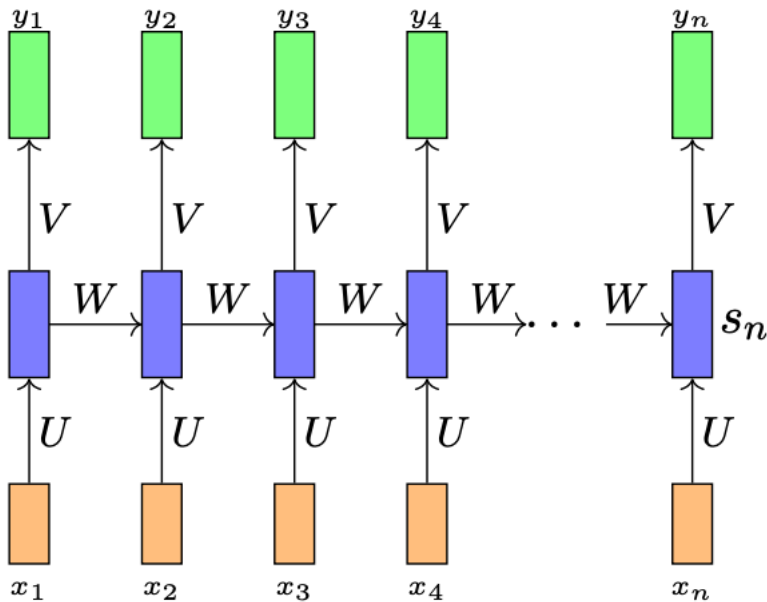 y₁ y₂ y₃ y₄ yₙ
V V V V V
W W W W ... W sₙ
U U U U U
x₁ x₂ x₃ x₄ xₙ